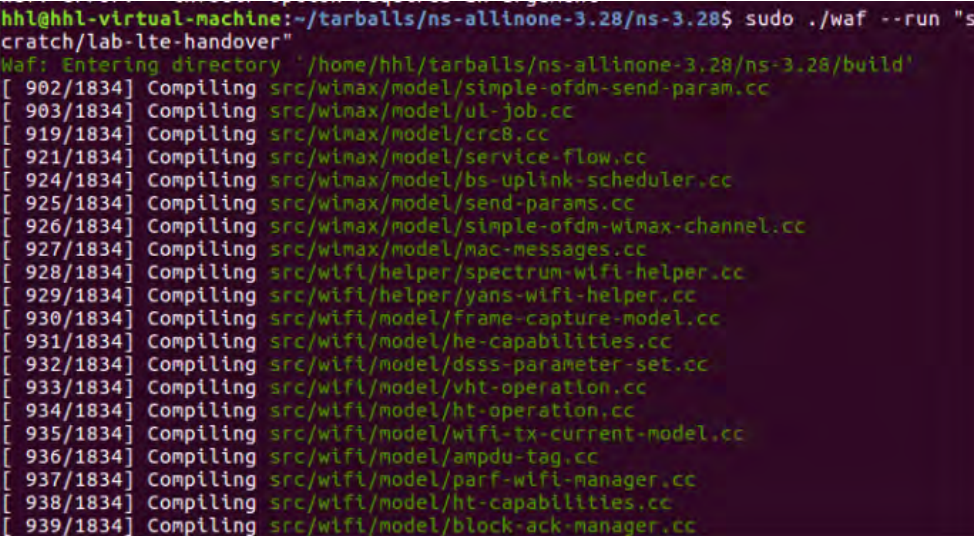 hhl@hhl-virtual-machine:~/tarballs/ns-allinone-3.28/ns-3.28$ sudo ./waf --run "s
cratch/lab-lte-handover"
Waf: Entering directory `/home/hhl/tarballs/ns-allinone-3.28/ns-3.28/build'
[ 902/1834] Compiling src/wimax/model/simple-ofdm-send-param.cc
[ 903/1834] Compiling src/wimax/model/ul-job.cc
[ 919/1834] Compiling src/wimax/model/crc8.cc
[ 921/1834] Compiling src/wimax/model/service-flow.cc
[ 924/1834] Compiling src/wimax/model/bs-uplink-scheduler.cc
[ 925/1834] Compiling src/wimax/model/send-params.cc
[ 926/1834] Compiling src/wimax/model/simple-ofdm-wimax-channel.cc
[ 927/1834] Compiling src/wimax/model/mac-messages.cc
[ 928/1834] Compiling src/wifi/helper/spectrum-wifi-helper.cc
[ 929/1834] Compiling src/wifi/helper/yans-wifi-helper.cc
[ 930/1834] Compiling src/wifi/model/frame-capture-model.cc
[ 931/1834] Compiling src/wifi/model/he-capabilities.cc
[ 932/1834] Compiling src/wifi/model/dsss-parameter-set.cc
[ 933/1834] Compiling src/wifi/model/vht-operation.cc
[ 934/1834] Compiling src/wifi/model/ht-operation.cc
[ 935/1834] Compiling src/wifi/model/wifi-tx-current-model.cc
[ 936/1834] Compiling src/wifi/model/ampdu-tag.cc
[ 937/1834] Compiling src/wifi/model/parf-wifi-manager.cc
[ 938/1834] Compiling src/wifi/model/ht-capabilities.cc
[ 939/1834] Compiling src/wifi/model/block-ack-manager.cc